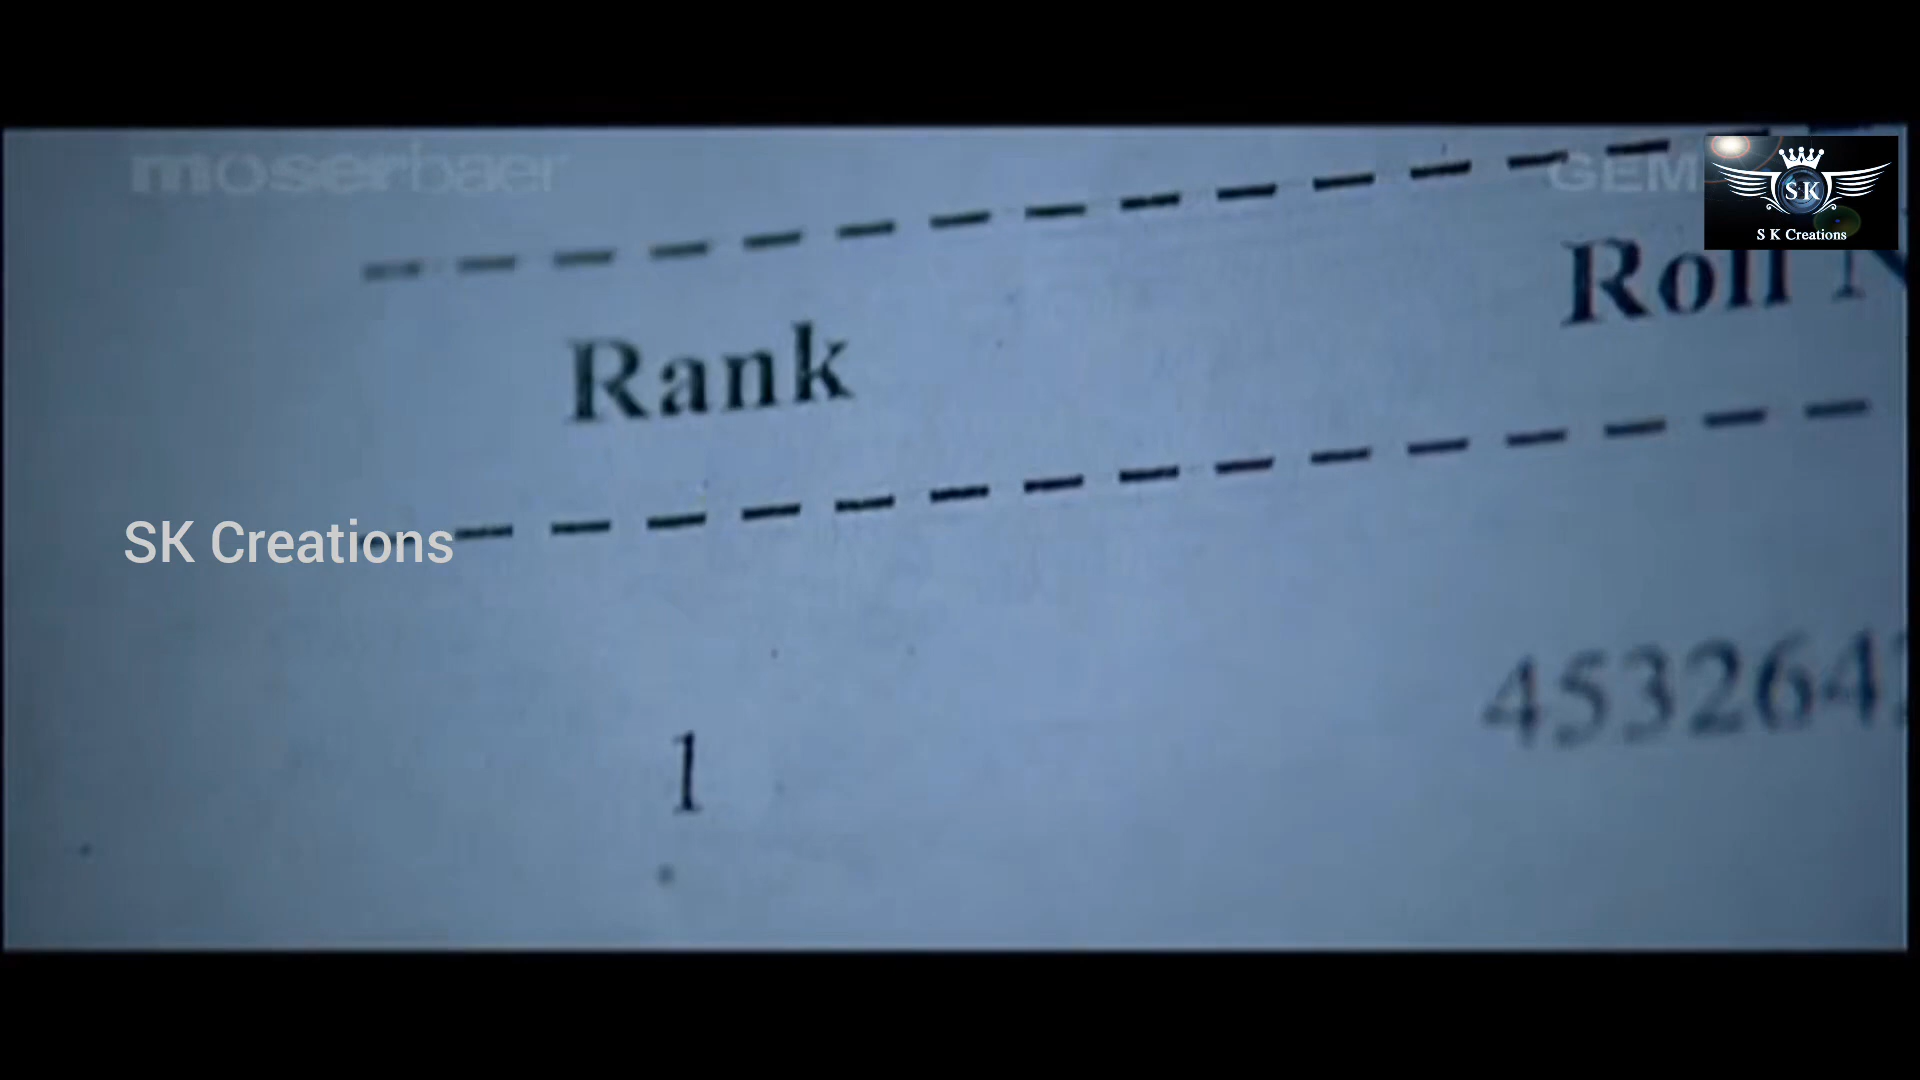 moserbaer
GEM
S K
S K Creations
Rank
Roll N
SK Creations
1
453264